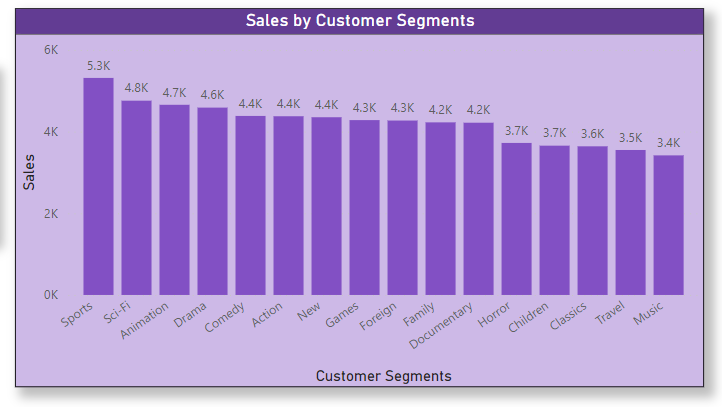 Sales by Customer Segments
6K
4K
2K
0K
Sales
5.3K
4.8K
4.7K
4.6K
4.4K
4.4K
4.4K
4.3K
4.3K
4.2K
4.2K
3.7K
3.7K
3.6K
3.5K
3.4K
Sports
Sci-Fi
Animation
Drama
Comedy
Action
New
Games
Foreign
Family
Documentary
Horror
Children
Classics
Travel
Music
Customer Segments